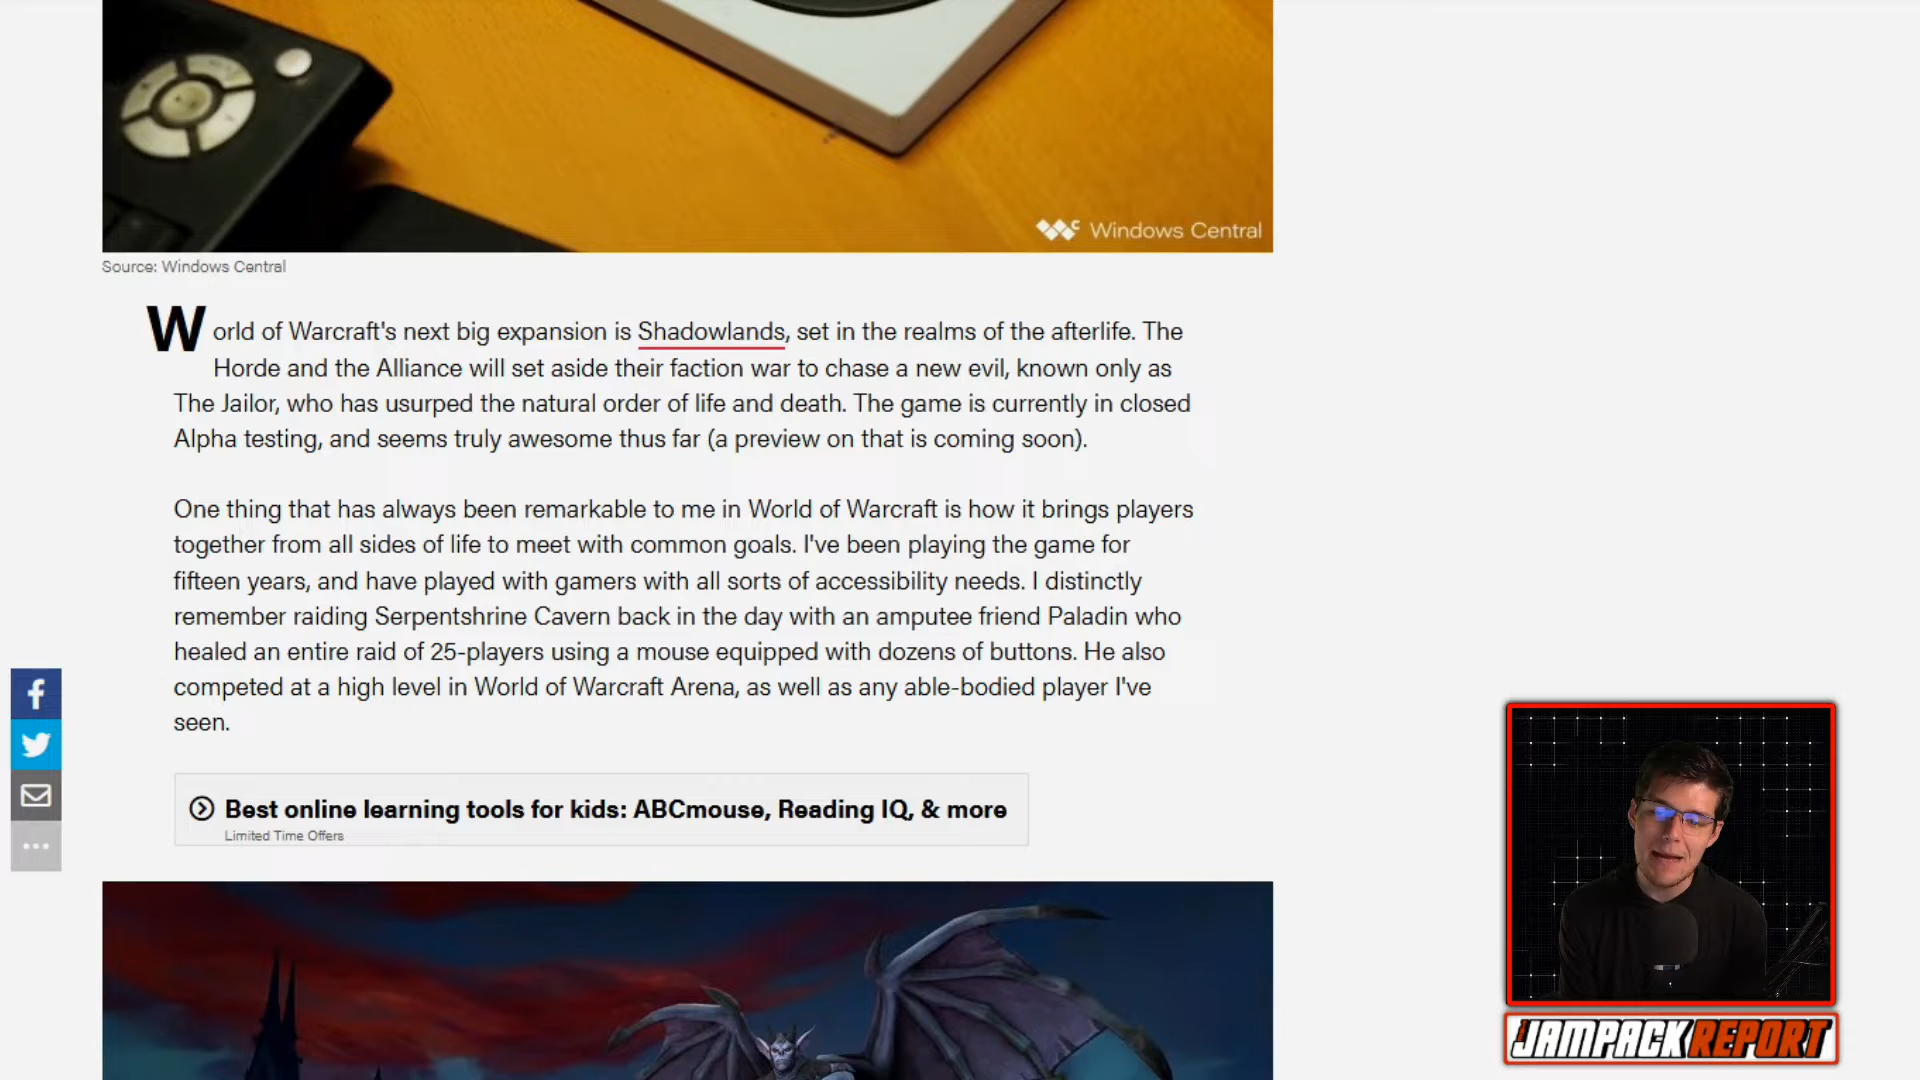 Windows Central
Source: Windows Central
World of Warcraft's next big expansion is Shadowlands, set in the realms of the afterlife. The
Horde and the Alliance will set aside their faction war to chase a new evil, known only as
The Jailor, who has usurped the natural order of life and death. The game is currently in closed
Alpha testing, and seems truly awesome thus far (a preview on that is coming soon).
One thing that has always been remarkable to me in World of Warcraft is how it brings players
together from all sides of life to meet with common goals. I've been playing the game for
fifteen years, and have played with gamers with all sorts of accessibility needs. I distinctly
remember raiding Serpentshrine Cavern back in the day with an amputee friend Paladin who
healed an entire raid of 25-players using a mouse equipped with dozens of buttons. He also
competed at a high level in World of Warcraft Arena, as well as any able-bodied player I've
seen.
Best online learning tools for kids: ABCmouse, Reading IQ, & more
Limited Time Offers
JAMPACK REPORT